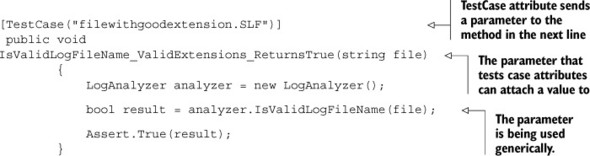 [TestCase("filewithgoodextension.SLF")]
public void
IsValidLogFileName_ValidExtensions_ReturnsTrue(string file)
{
LogAnalyzer analyzer = new LogAnalyzer();
bool result = analyzer.IsValidLogFileName(file);
Assert.True(result);
}
TestCase attribute sends
a parameter to the
method in the next line
The parameter that
tests case attributes
can attach a value to
The parameter
is being used
generically.